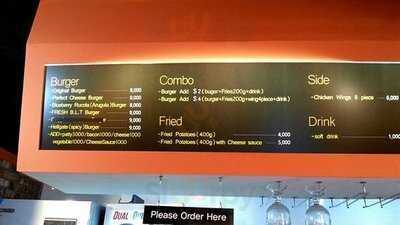 Burger
-Original Burger 8,000
-Perfect Cheese Burger 9,000
-Blueberry Rucola(Arugula)Burger 8,000
-FRESH B.L.T Burger 9,000
9,000
-Hellgate(spicy)Burger 9,000
-ADD=patty3000/bacon1000/cheese1000
vegetable1000/CheeseSauce1000
Combo
-Burger Add $2(buger+Fries200g+drink)
-Burger Add $4(burger+Fries200g+wing4piece+drink)
Fried
-Fried Potatoes(400g) 4,000
-Fried Potatoes(400g)with Cheese sauce 5,000
Side
-Chicken Wings 8 piece 6,000
Drink
-soft drink 1,000
DUAL
Please Order Here